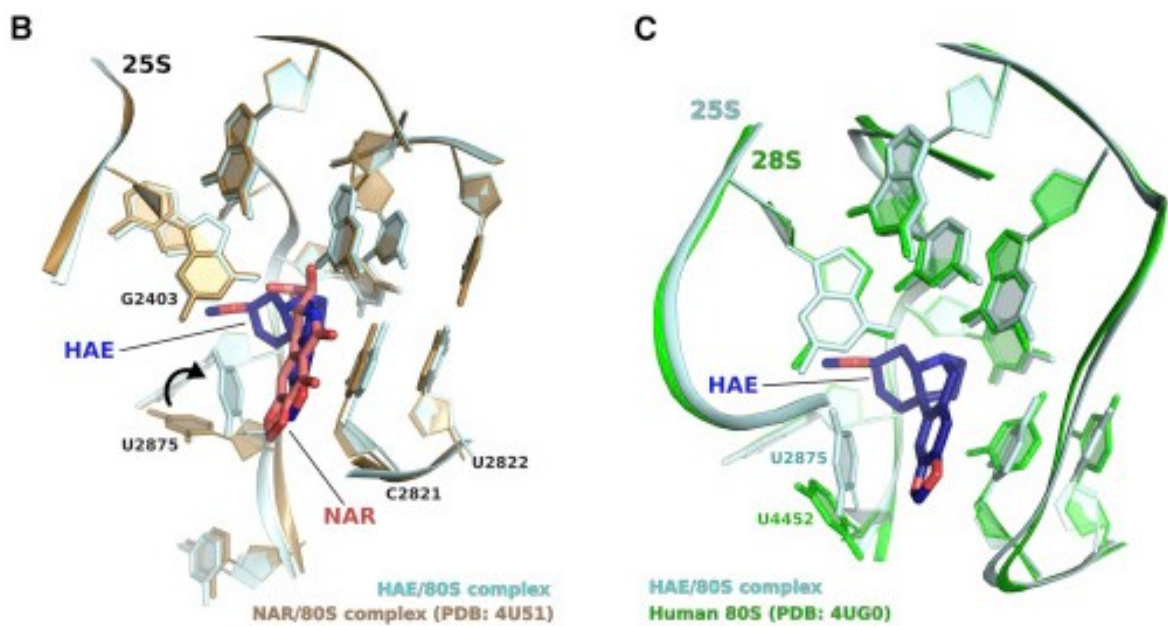 B
25S
G2403
HAE
U2875
U2822
C2821
NAR
HAE/80S complex
NAR/80S complex (PDB: 4U51)
C
25S
28S
HAE
U2875
U4452
HAE/80S complex
Human 80S (PDB: 4UG0)